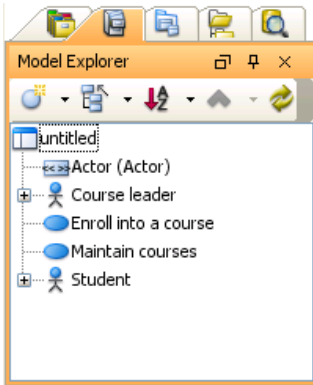 Model Explorer
untitled
<<>>Actor (Actor)
Course leader
Enroll into a course
Maintain courses
Student